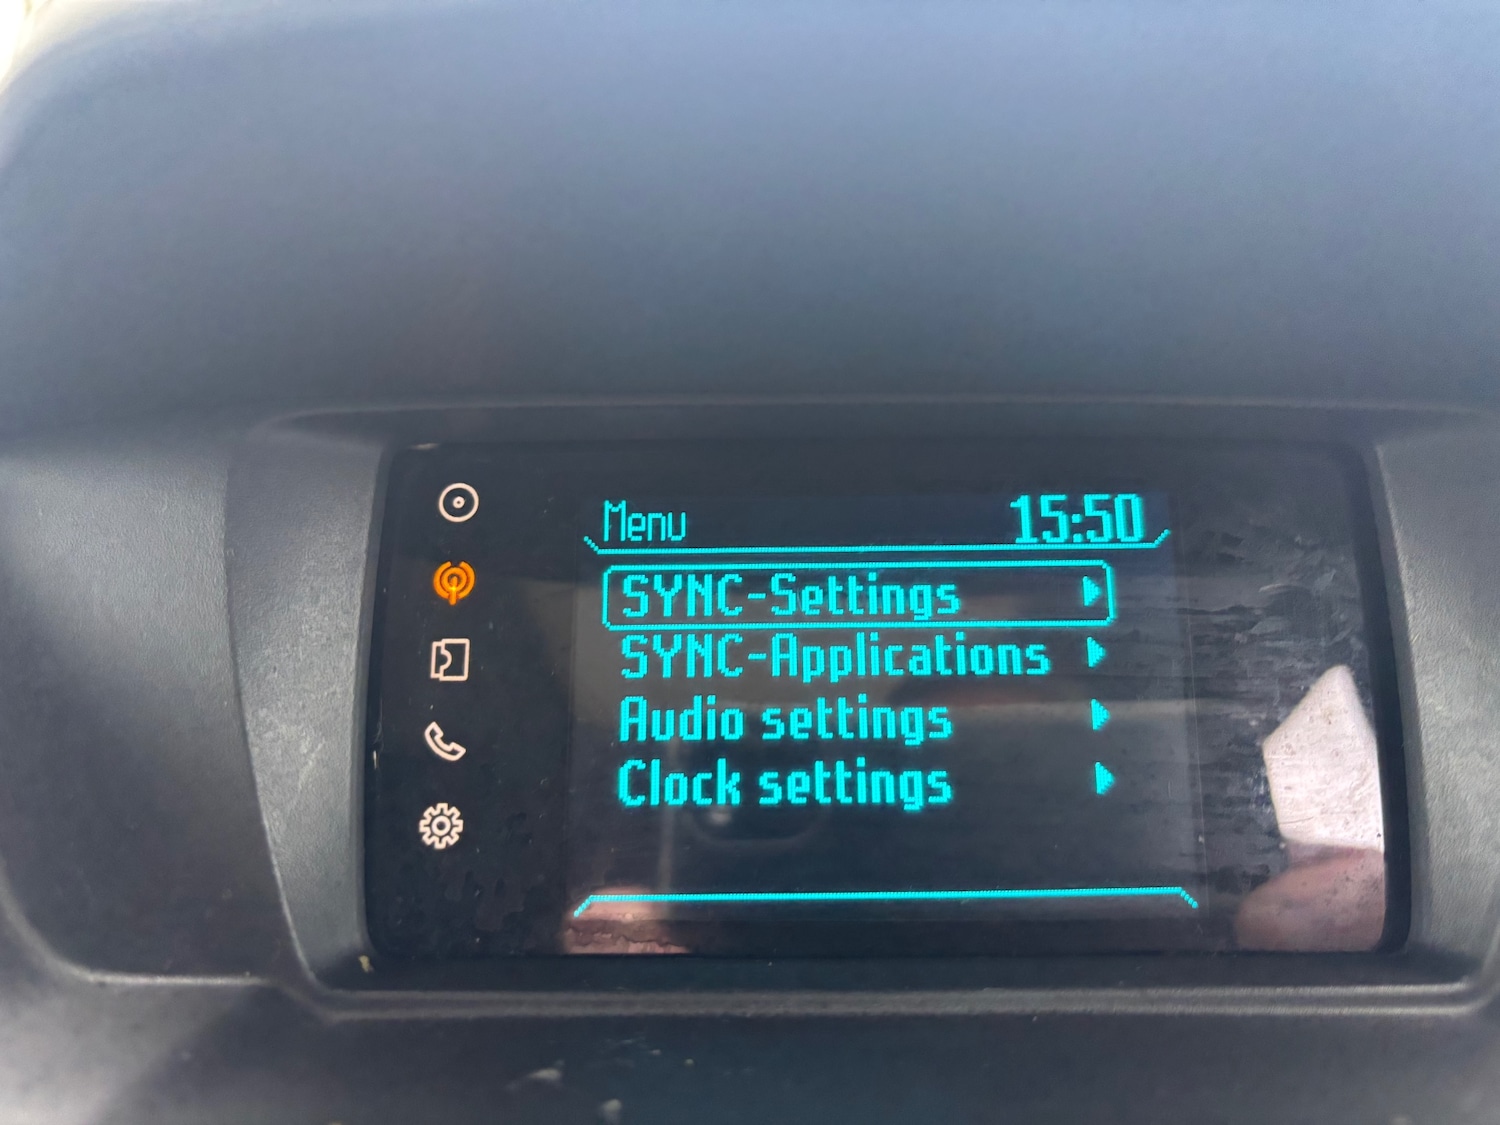 Menu 15:50
SYNC-Settings
SYNC-Applications
Audio settings
Clock settings